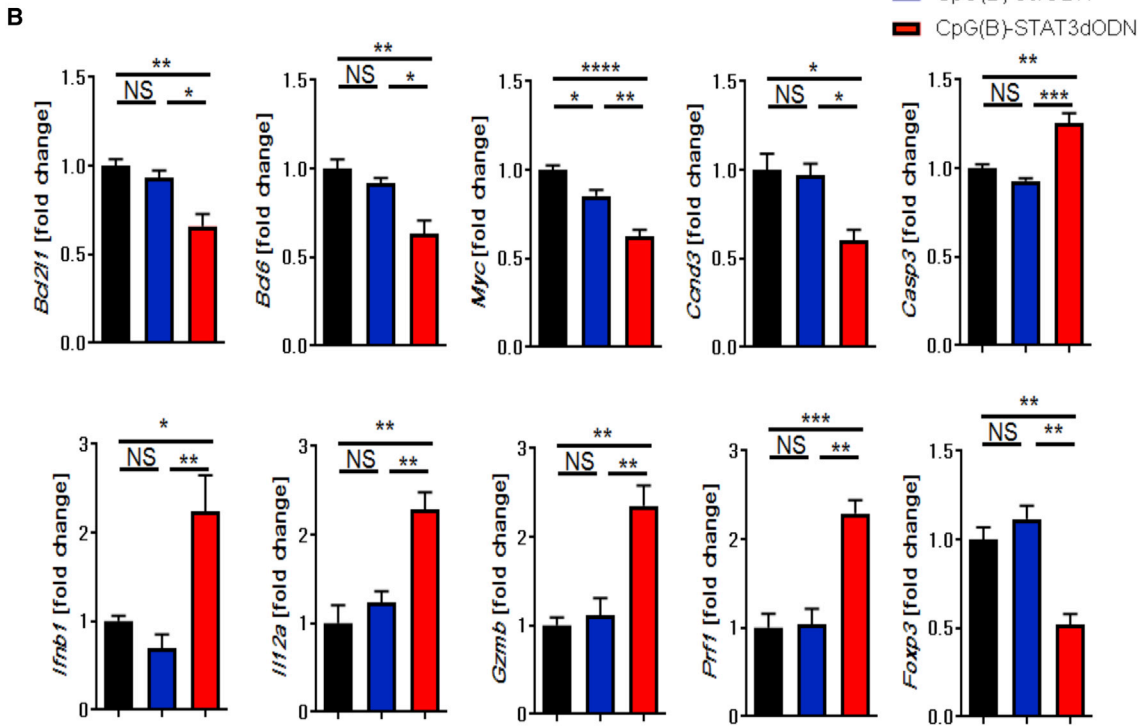 B
CpG(B)-STAT3dODN
**
NS *
1.5
1.0
0.5
0.0
Bcl2l1 [fold change]
**
NS *
1.5
1.0
0.5
0.0
Bcl6 [fold change]
****
* **
1.5
1.0
0.5
0.0
Myc [fold change]
*
NS *
1.5
1.0
0.5
0.0
Ccnd3 [fold change]
**
NS ***
1.5
1.0
0.5
0.0
Casp3 [fold change]
*
NS **
3
2
1
0
Ifnb1 [fold change]
**
NS **
3
2
1
0
Il12a [fold change]
**
NS **
3
2
1
0
Gzmb [fold change]
***
NS **
3
2
1
0
Prf1 [fold change]
**
NS **
1.5
1.0
0.5
0.0
Foxp3 [fold change]